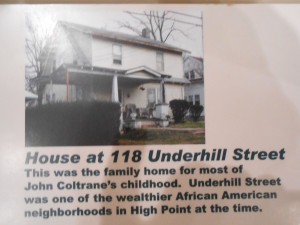 House at 118 Underhill Street
This was the family home for most of
John Coltrane's childhood. Underhill Street
was one of the wealthier African American
neighborhoods in High Point at the time.